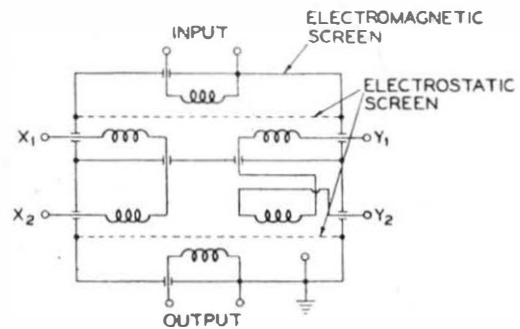 ELECTROMAGNETIC
SCREEN
INPUT
ELECTROSTATIC
SCREEN
X1
Y1
X2
Y2
OUTPUT